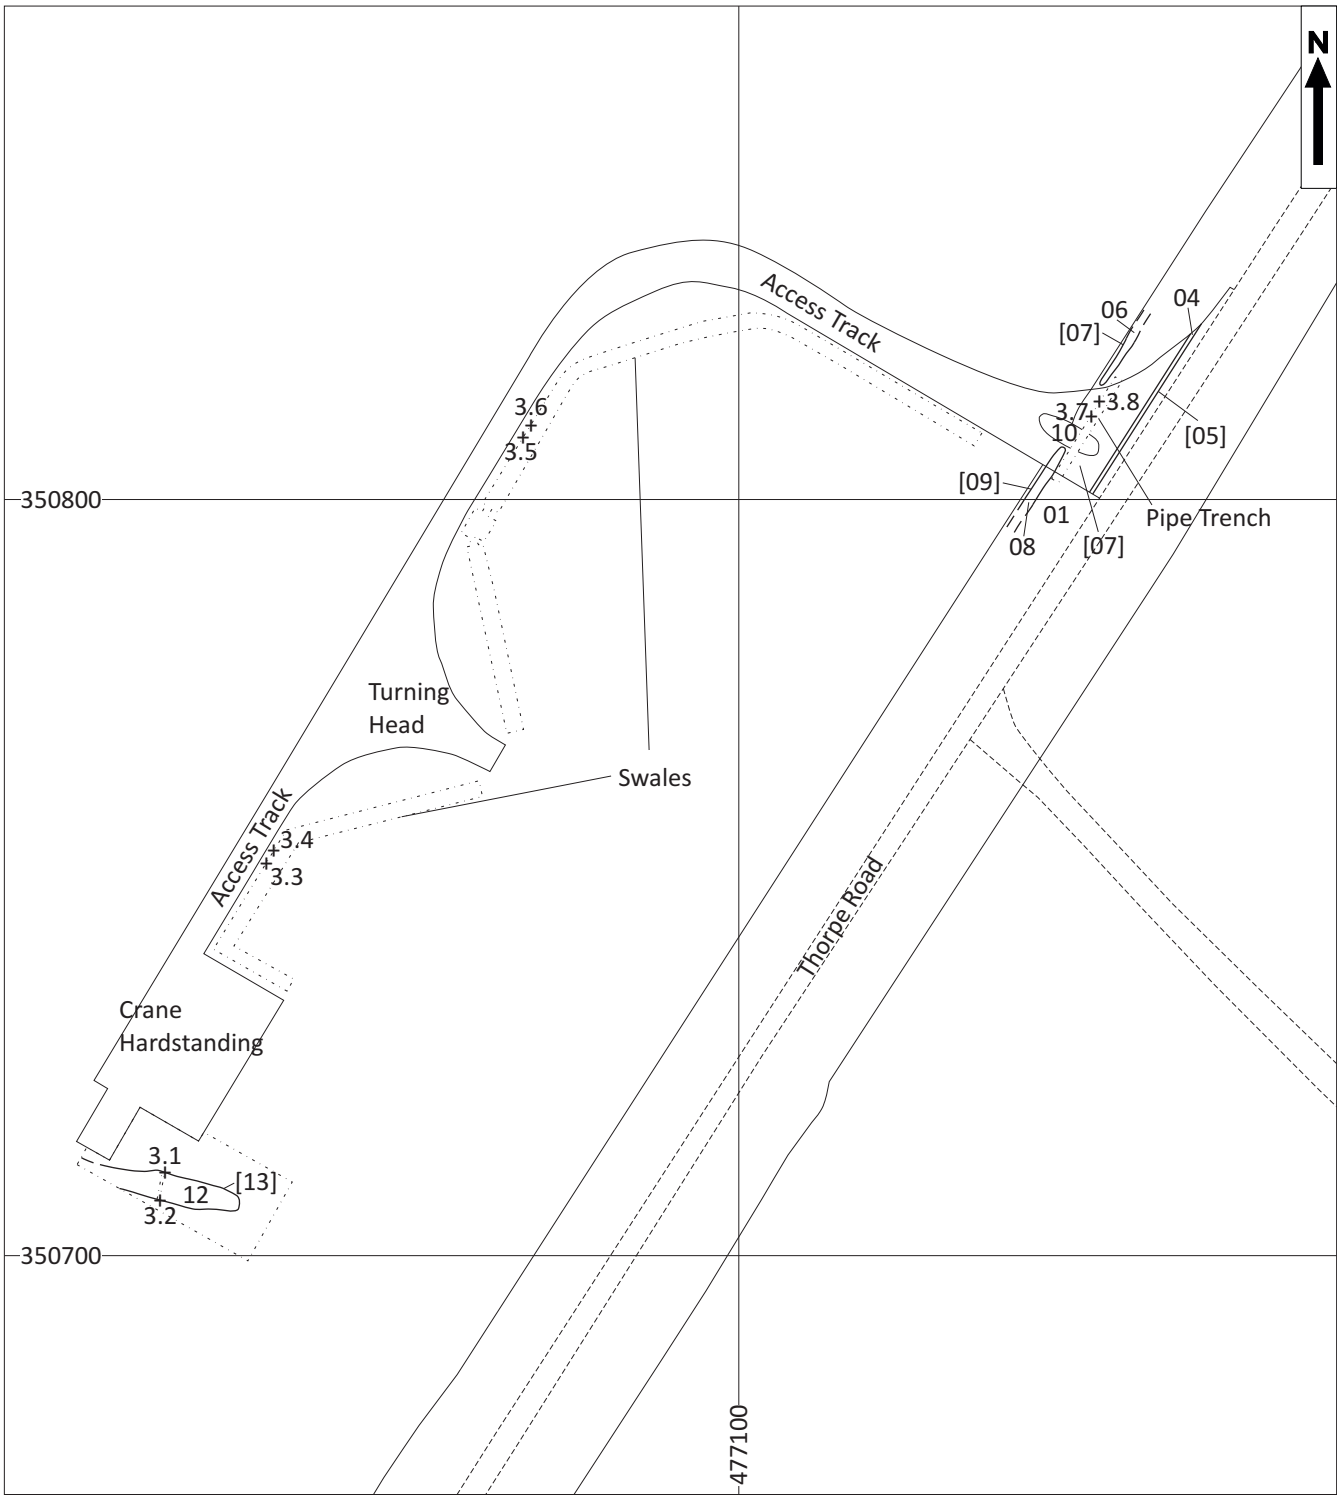 N
Access Track
06
04
[07]
3.6
3.5
3.7
3.8
10
[05]
[09]
350800
01
Pipe Trench
08
[07]
Turning
Head
Swales
Access Track
3.4
3.3
Thorpe Road
Crane
Hardstanding
3.1
[13]
12
3.2
350700
477100